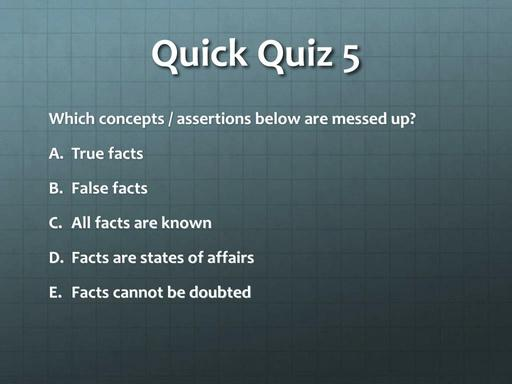 Quick Quiz 5
Which concepts / assertions below are messed up?
A. True facts
B. False facts
C. All facts are known
D. Facts are states of affairs
E. Facts cannot be doubted